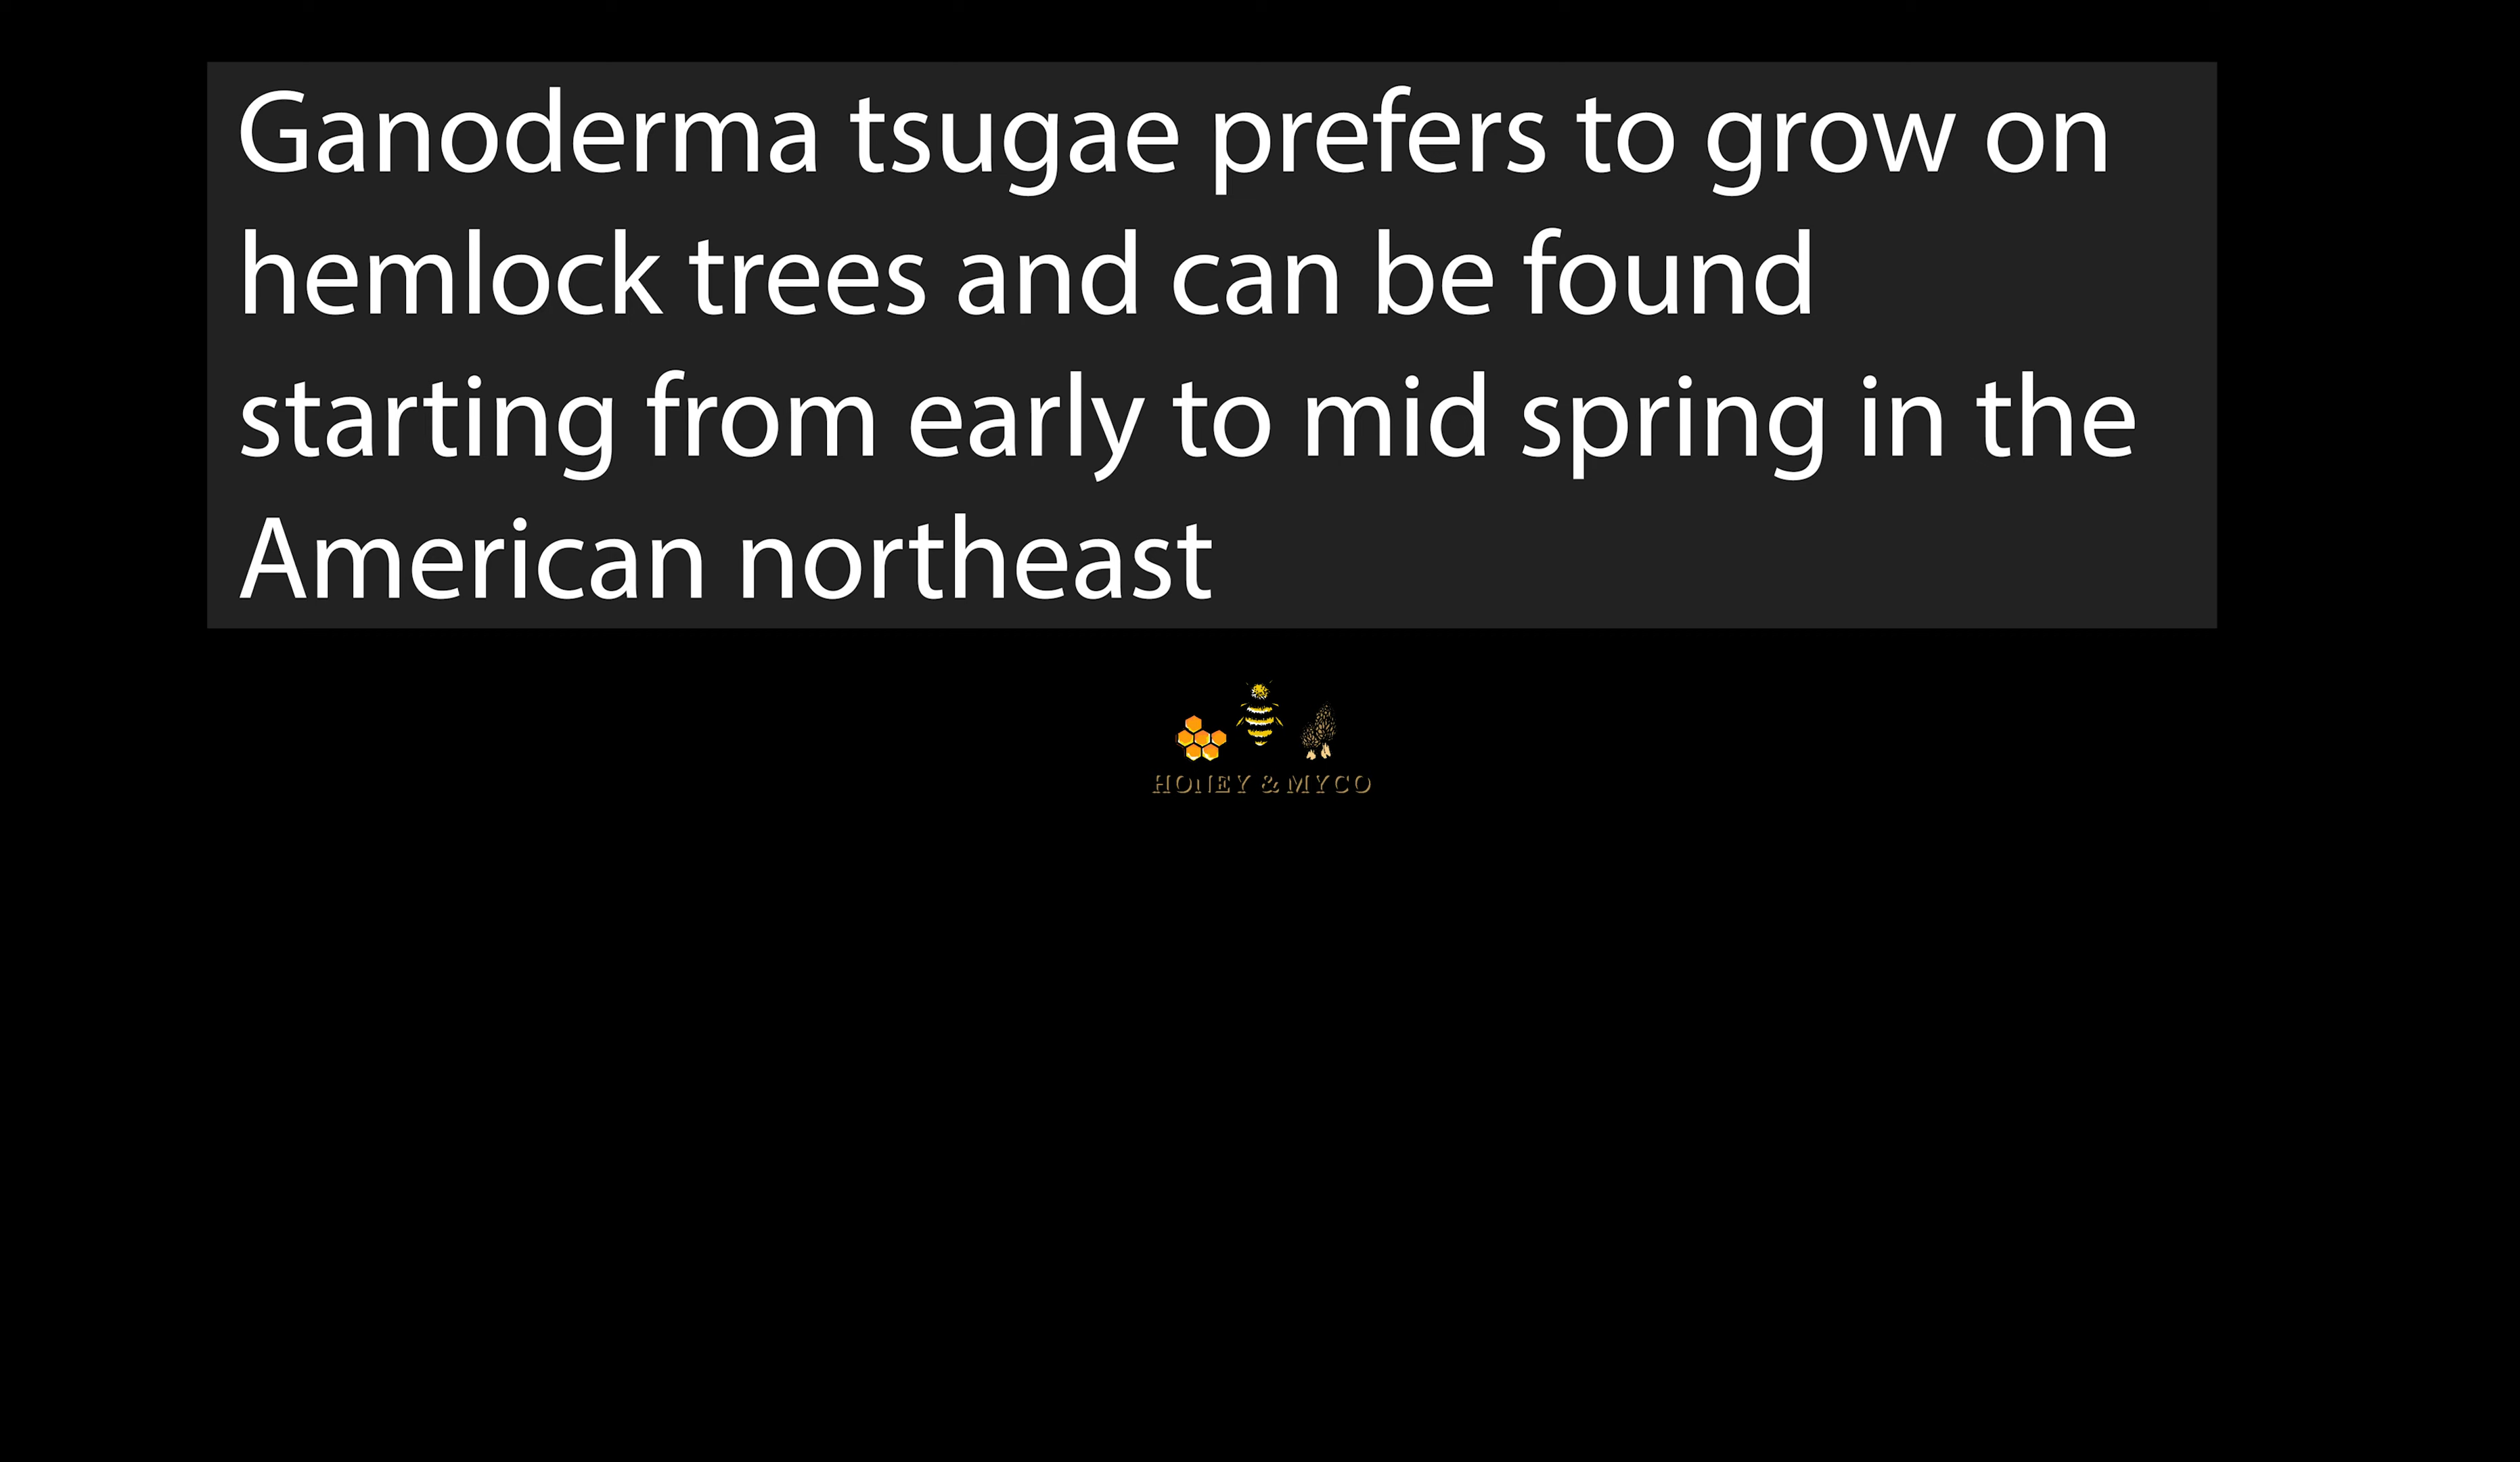 Ganoderma tsugae prefers to grow on
hemlock trees and can be found
starting from early to mid spring in the
American northeast
HONEY & MYCO